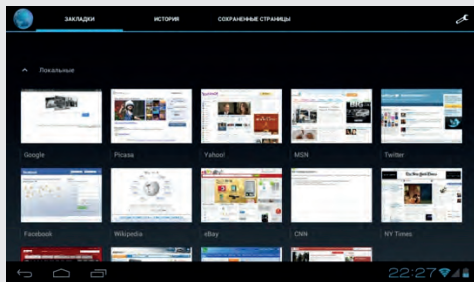 ЗАКЛАДКИ ИСТОРИЯ СОХРАНЕННЫЕ СТРАНИЦЫ
Локальные
Google Picasa Yahoo! MSN Twitter
Facebook Wikipedia eBay CNN NY Times
22:27